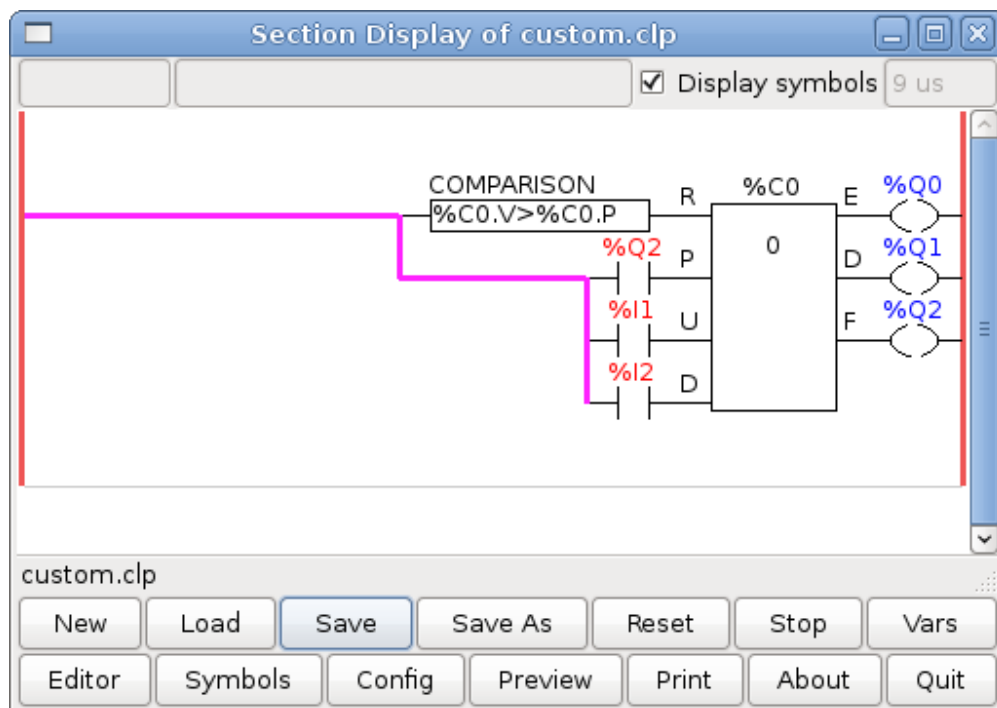 Section Display of custom.clp
Display symbols 9 us
COMPARISON %C0 %Q0
R E
%C0.V>%C0.P
%Q2 0 %Q1
P D
%I1 %Q2
U F
%I2
D
custom.clp
New Load Save Save As Reset Stop Vars
Editor Symbols Config Preview Print About Quit